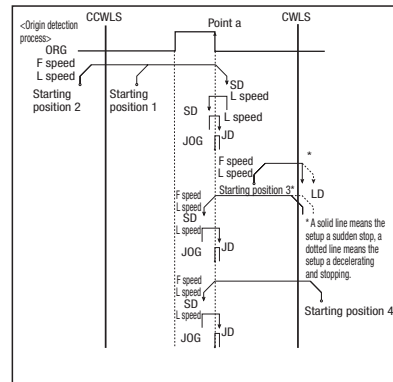 CCWLS
Point a
CWLS
<Origin detection
process>
ORG
F speed
L speed
Starting
position 2
Starting
position 1
SD
SD
L speed
L speed
JOG
JD
F speed
L speed
*
LD
Starting position 3*
F speed
L speed
SD
L speed
JOG
JD
* A solid line means the
setup a sudden stop, a
dotted line means the
setup a decelerating
and stopping.
F speed
L speed
SD
L speed
Starting position 4
JOG
JD